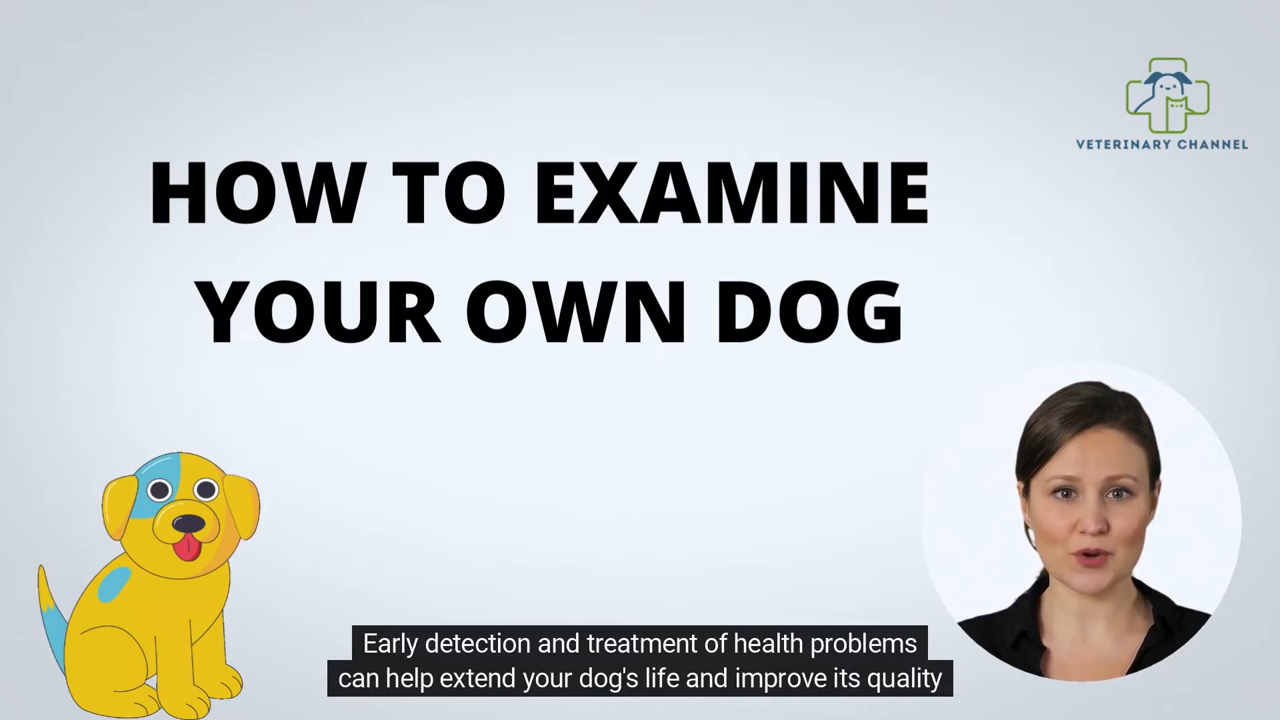 VETERINARY CHANNEL
HOW TO EXAMINE
YOUR OWN DOG
Early detection and treatment of health problems
can help extend your dog's life and improve its quality